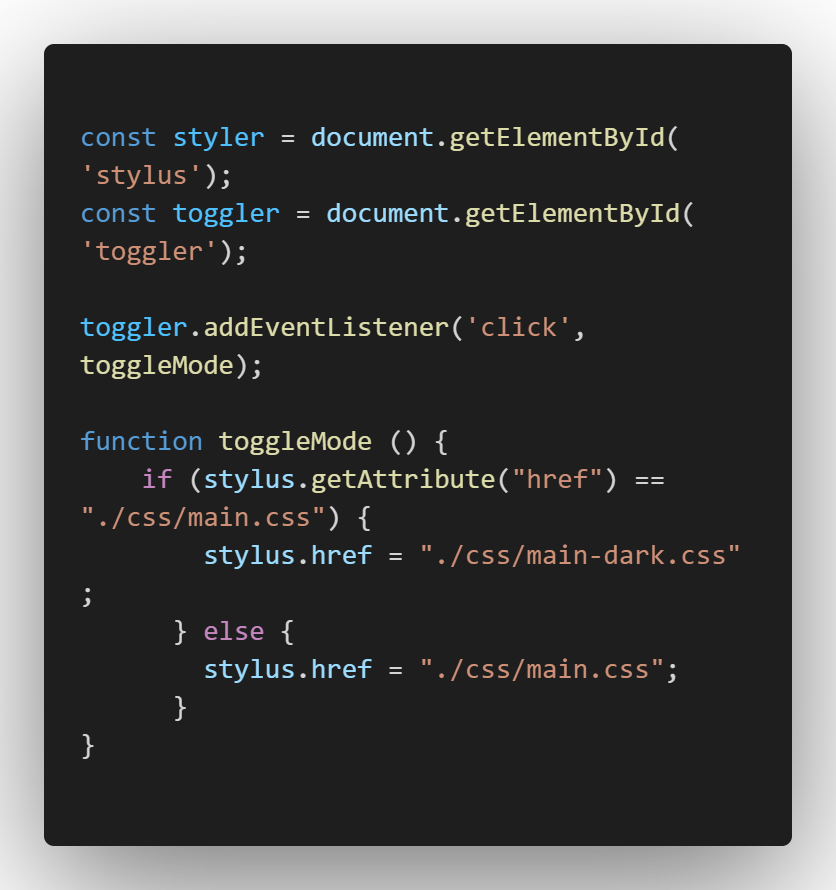 const styler = document.getElementById(
'stylus');
const toggler = document.getElementById(
'toggler');
toggler.addEventListener('click',
toggleMode);
function toggleMode () {
    if (stylus.getAttribute("href") ==
"./css/main.css") {
        stylus.href = "./css/main-dark.css"
;
      } else {
        stylus.href = "./css/main.css";
      }
}